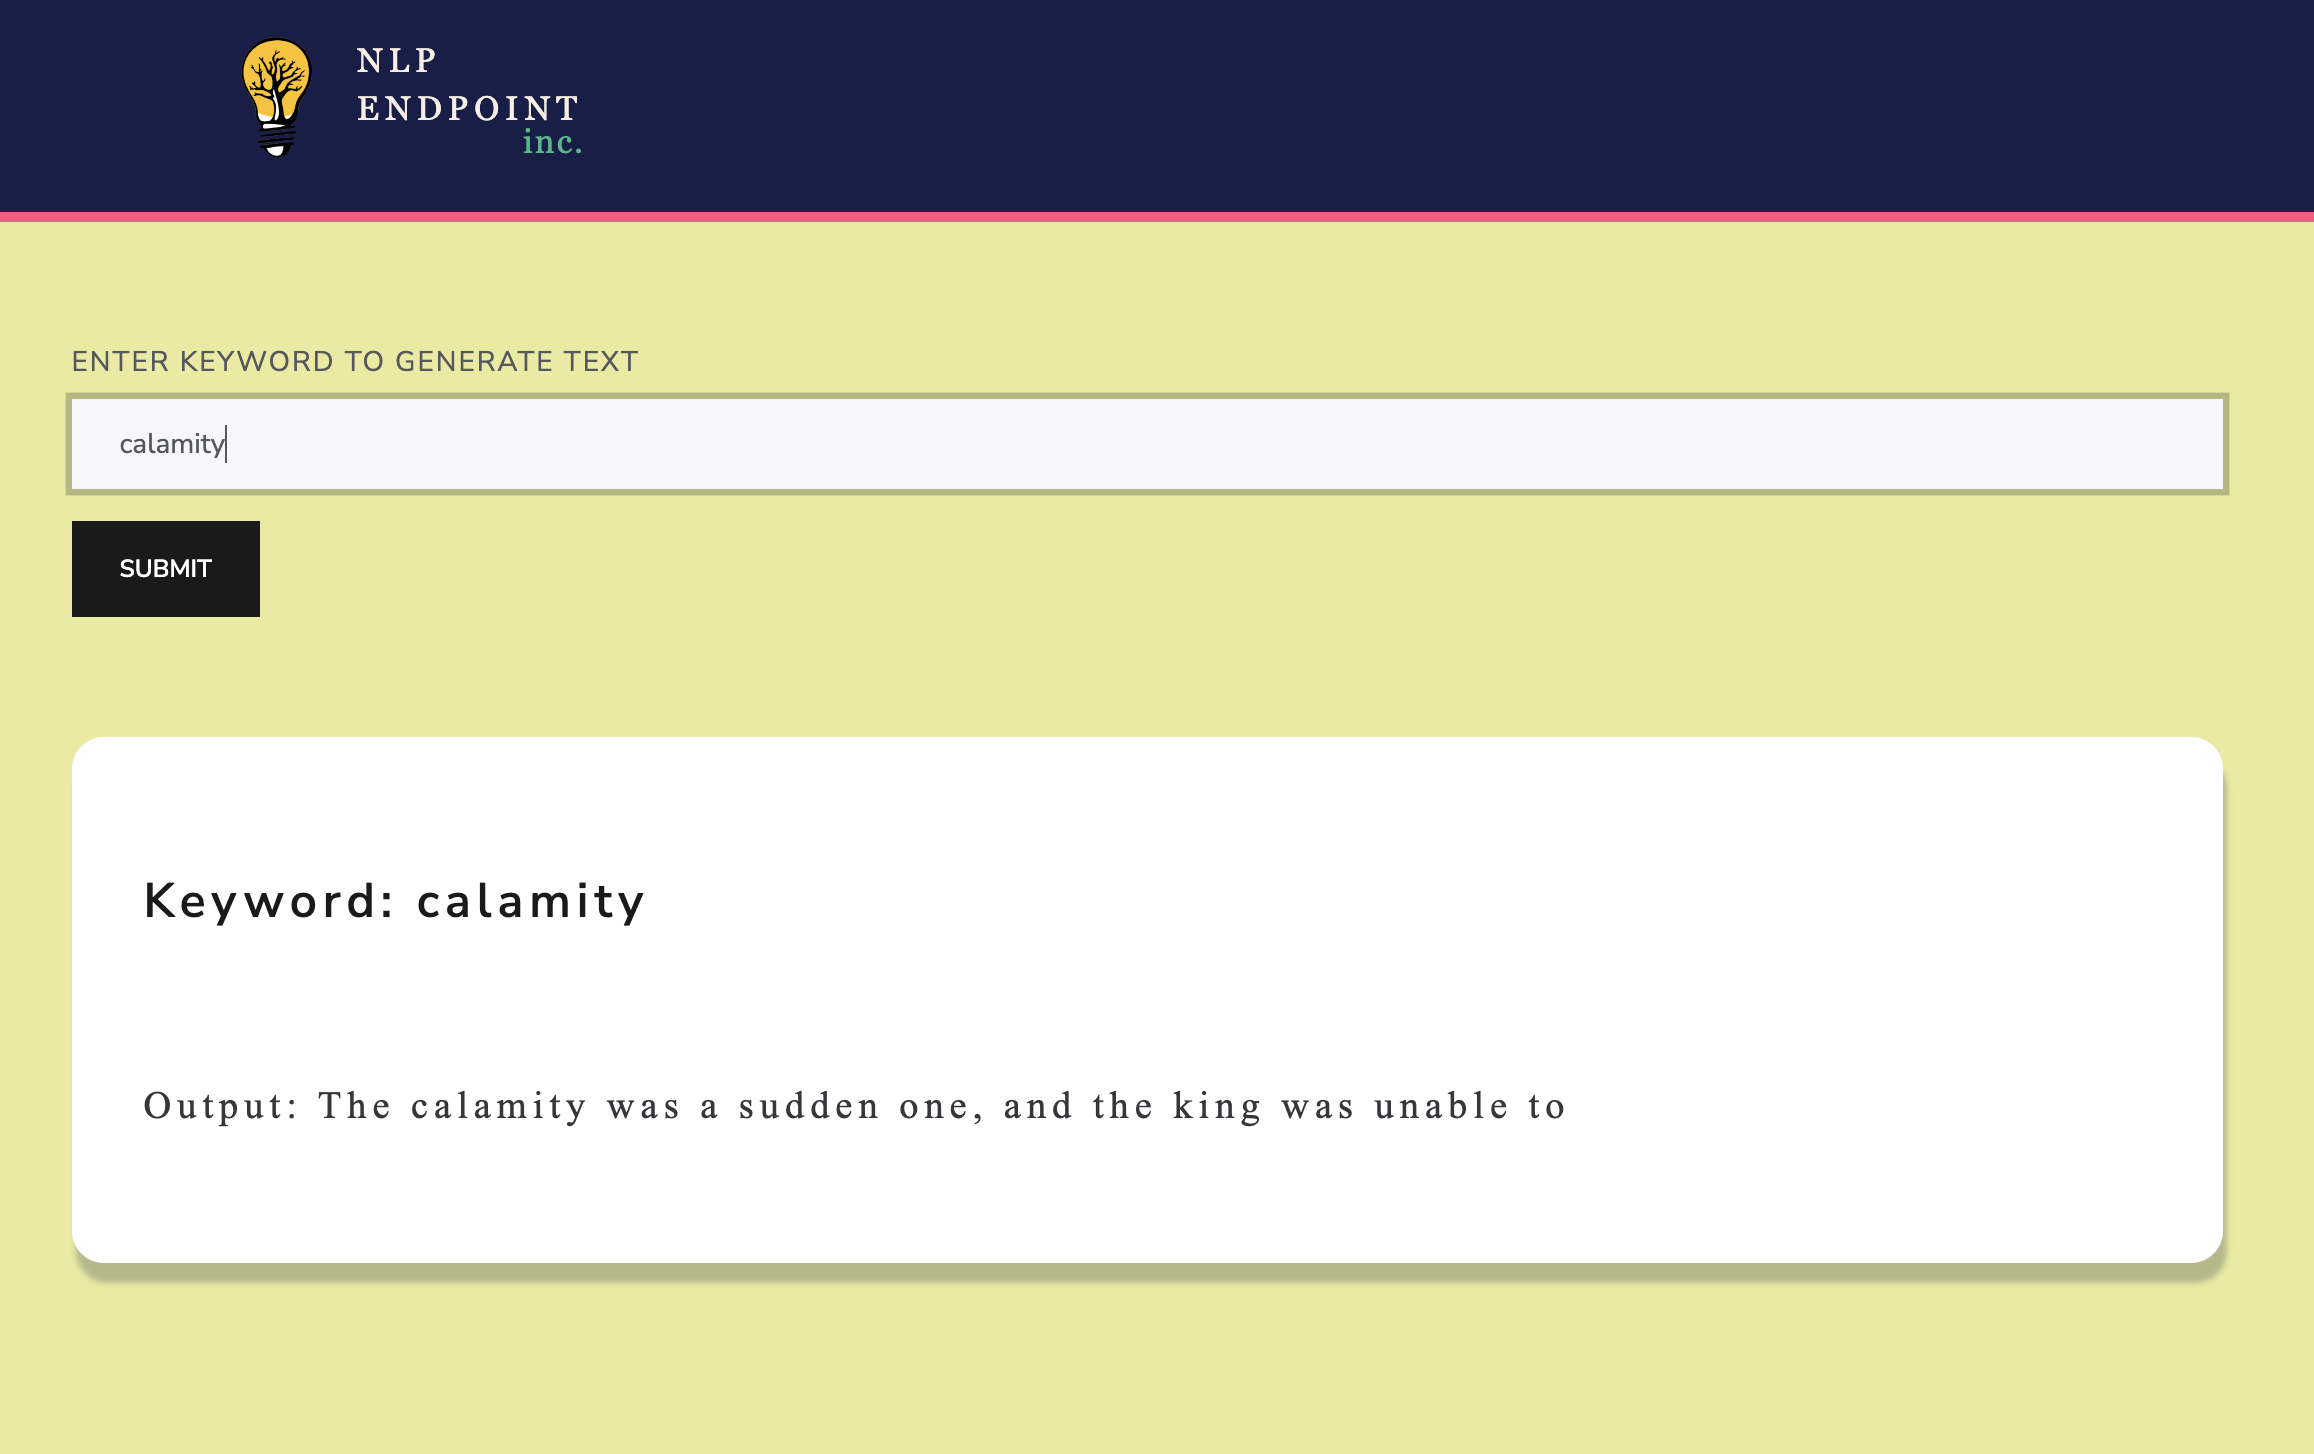 NLP
ENDPOINT
inc.
ENTER KEYWORD TO GENERATE TEXT
calamity
SUBMIT
Keyword: calamity
Output: The calamity was a sudden one, and the king was unable to